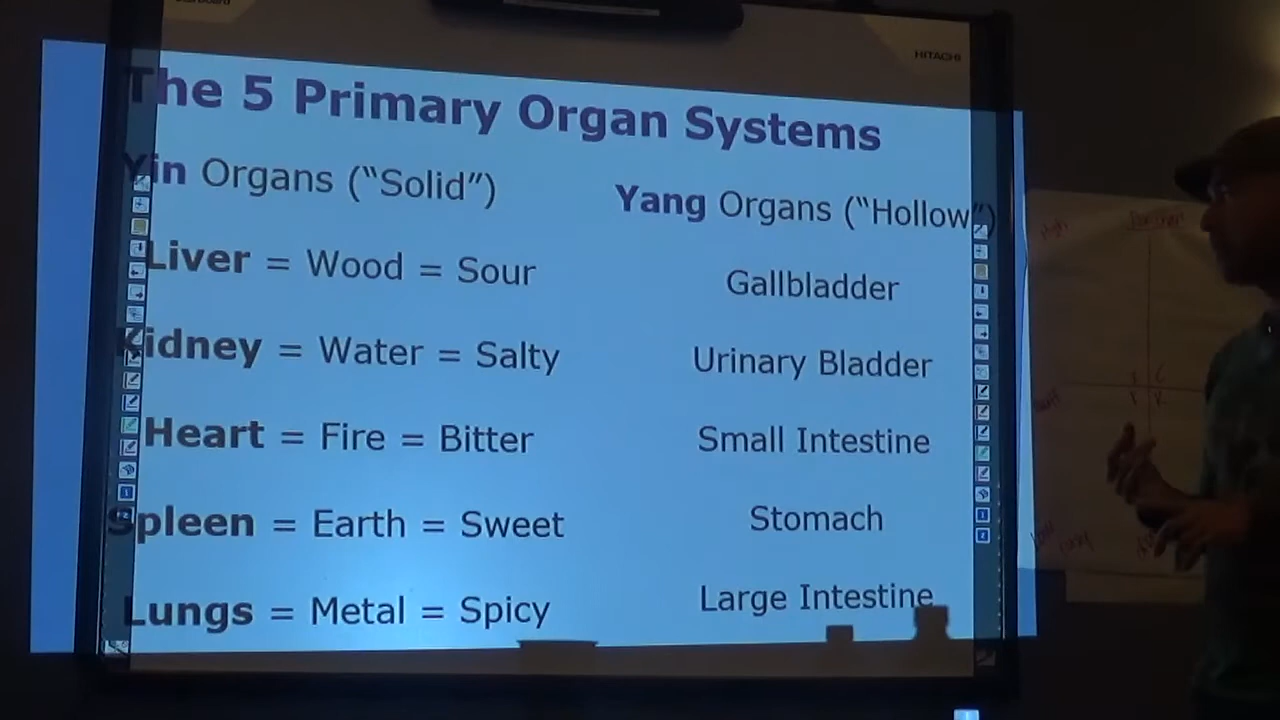 HITACHI
The 5 Primary Organ Systems
Yin Organs (“Solid”)
Yang Organs (“Hollow”)
Liver = Wood = Sour
Gallbladder
Kidney = Water = Salty
Urinary Bladder
Heart = Fire = Bitter
Small Intestine
Spleen = Earth = Sweet
Stomach
Lungs = Metal = Spicy
Large Intestine